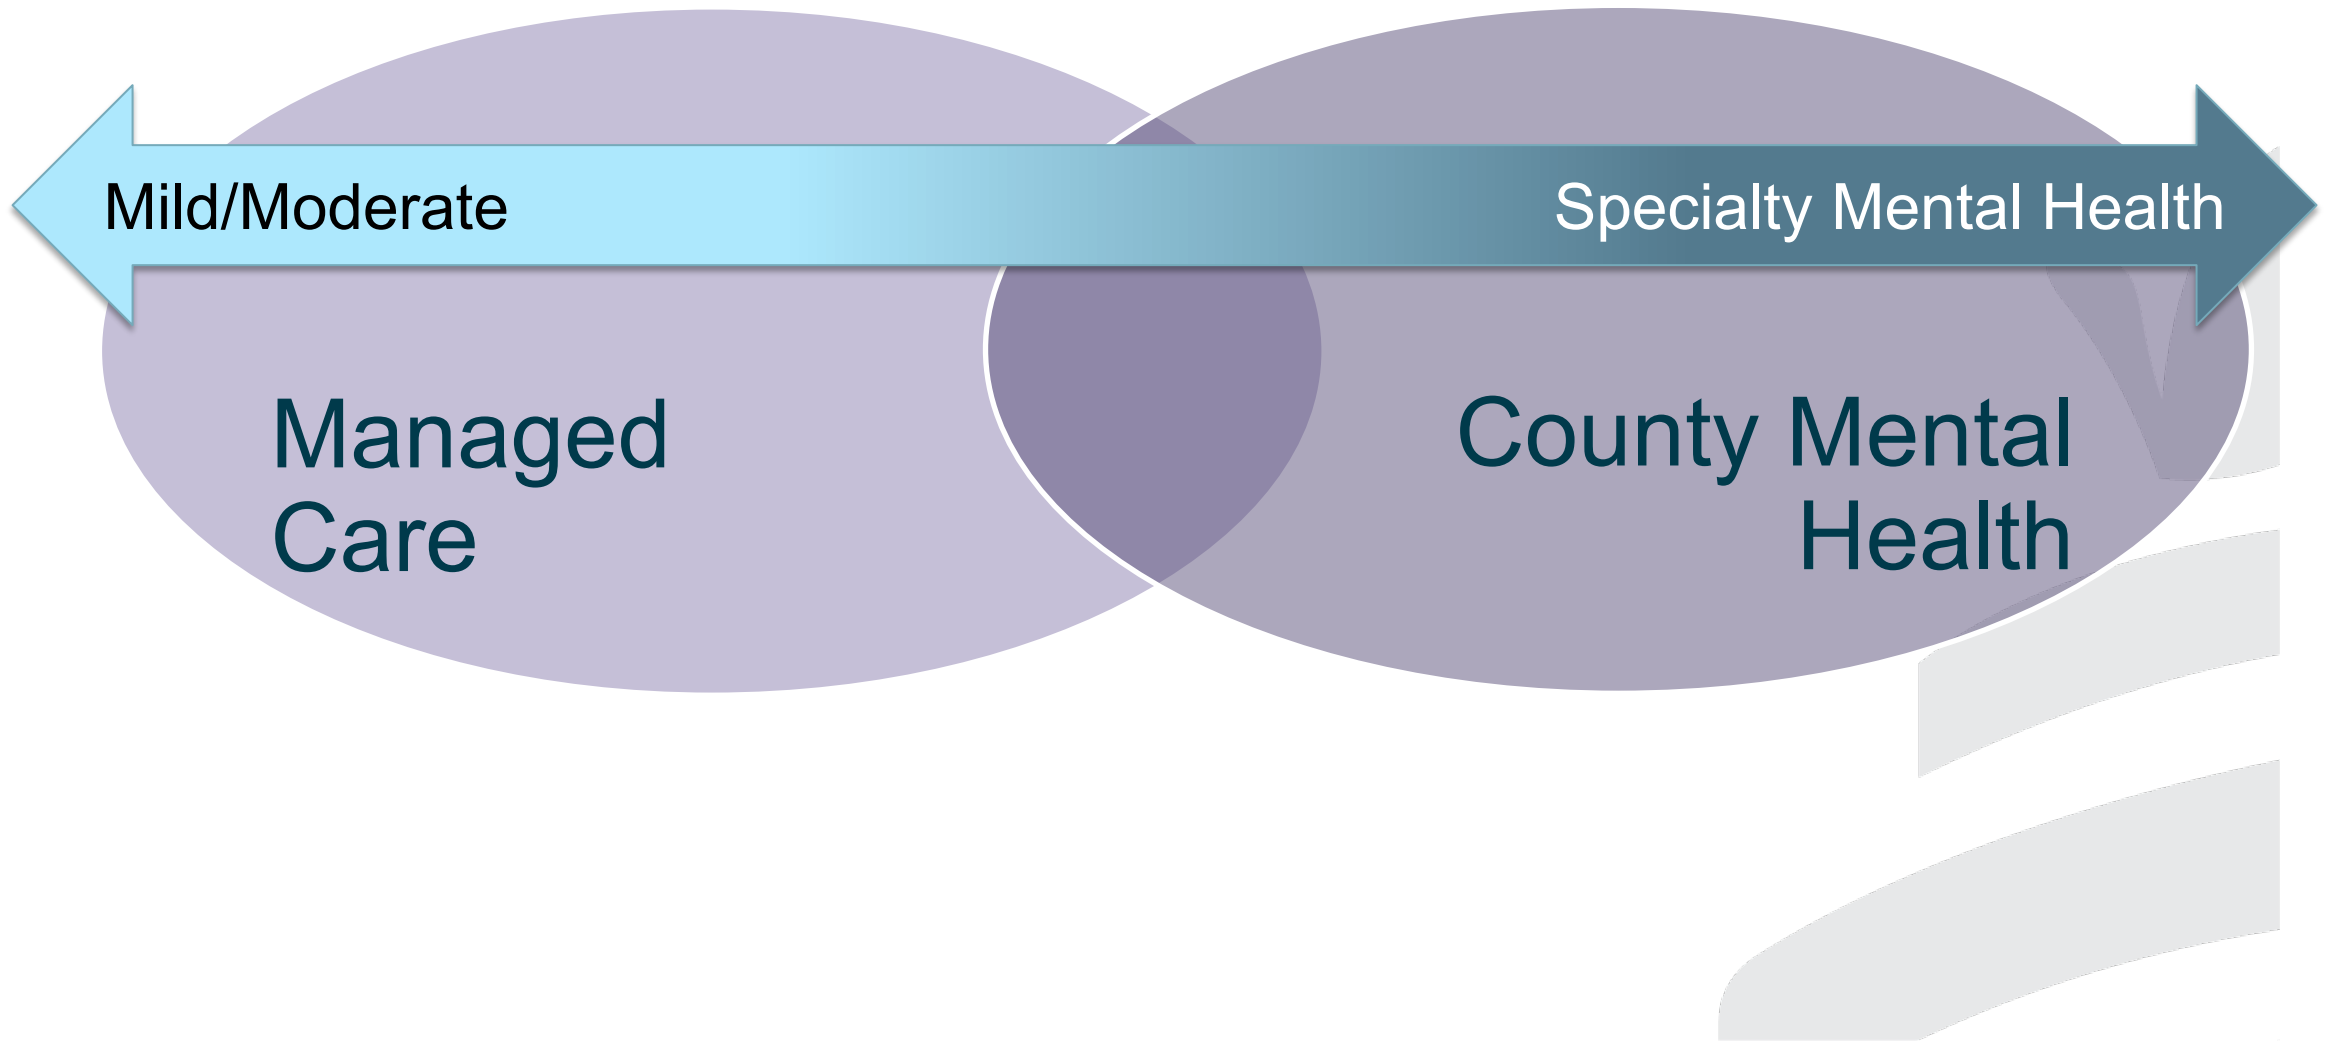 Mild/Moderate
Specialty Mental Health
Managed
Care
County Mental
Health